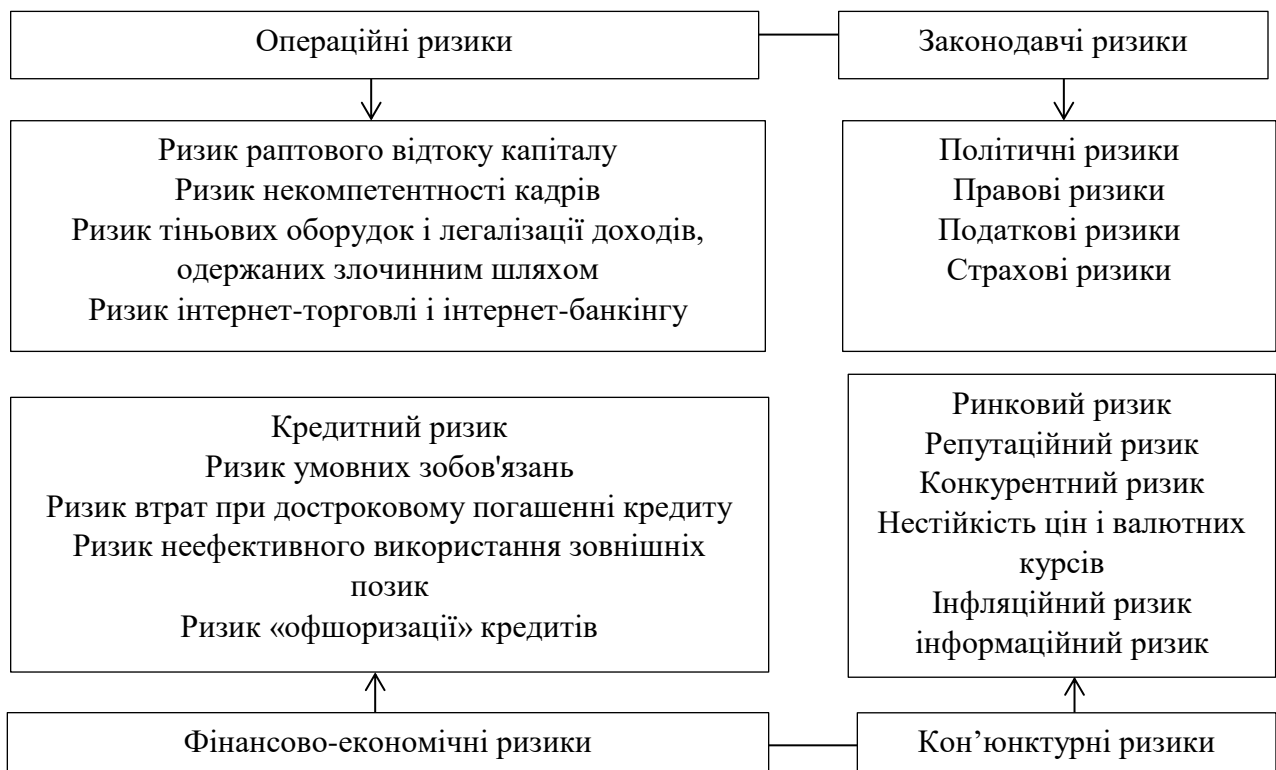 Операційні ризики
Законодавчі ризики
Ризик раптового відтоку капіталу
Ризик некомпетентності кадрів
Ризик тіньових оборудок і легалізації доходів,
одержаних злочинним шляхом
Ризик інтернет-торговлі і інтернет-банкінгу
Політичні ризики
Правові ризики
Податкові ризики
Страхові ризики
Кредитний ризик
Ризик умовних зобов'язань
Ризик втрат при достроковому погашенні кредиту
Ризик неефективного використання зовнішніх
позик
Ризик «офшоризації» кредитів
Ринковий ризик
Репутаційний ризик
Конкурентний ризик
Нестійкість цін і валютних
курсів
Інфляційний ризик
інформаційний ризик
Фінансово-економічні ризики
Кон’юнктурні ризики